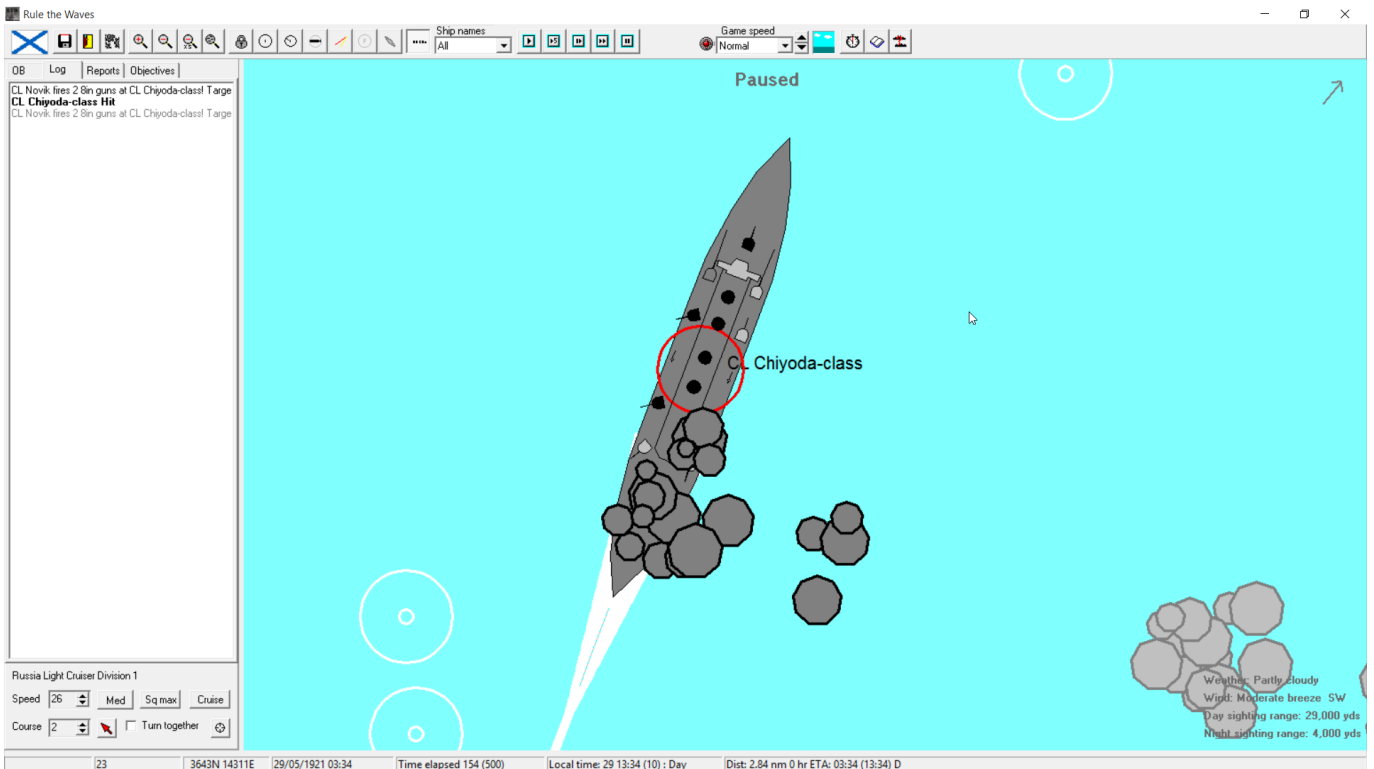 Rule the Waves
Ship names
All
Game speed
Normal
OB Log Reports Objectives
CL Novik fires 2 8in guns at CL Chiyoda-class! Targe
CL Chiyoda-class Hit
CL Novik fires 2 8in guns at CL Chiyoda-class! Targe
Paused
CL Chiyoda-class
Weather: Partly cloudy
Wind: Moderate breeze SW
Day sighting range: 29,000 yds
Night sighting range: 4,000 yds
Russia Light Cruiser Division 1
Speed 26 Med Sq max Cruise
Course 2 Turn together
23 3643N 14311E 29/05/1921 03:34 Time elapsed 154 (500) Local time: 29 13:34 (10) : Day Dist: 2.84 nm 0 hr ETA: 03:34 (13:34) D